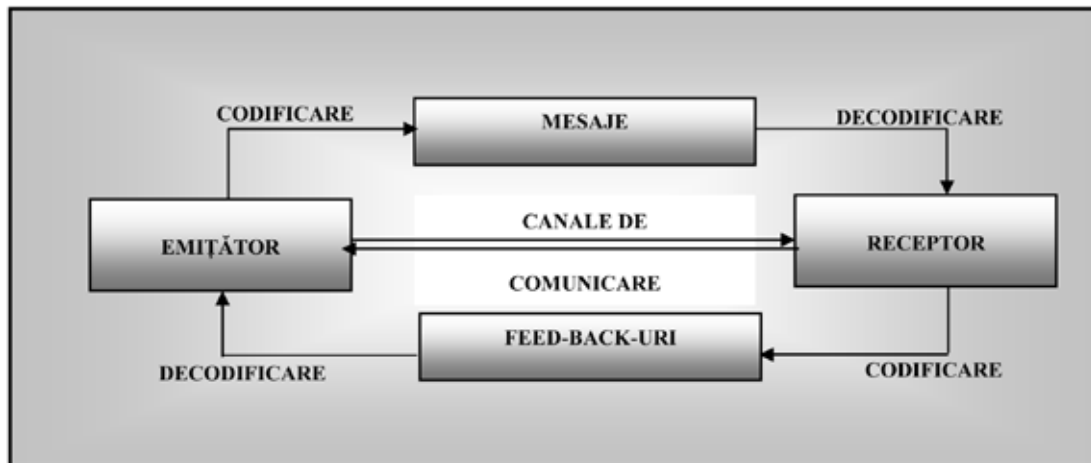 CODIFICARE
MESAJE
DECODIFICARE
EMIȚĂTOR
CANALE DE
COMUNICARE
RECEPTOR
FEED-BACK-URI
DECODIFICARE
CODIFICARE